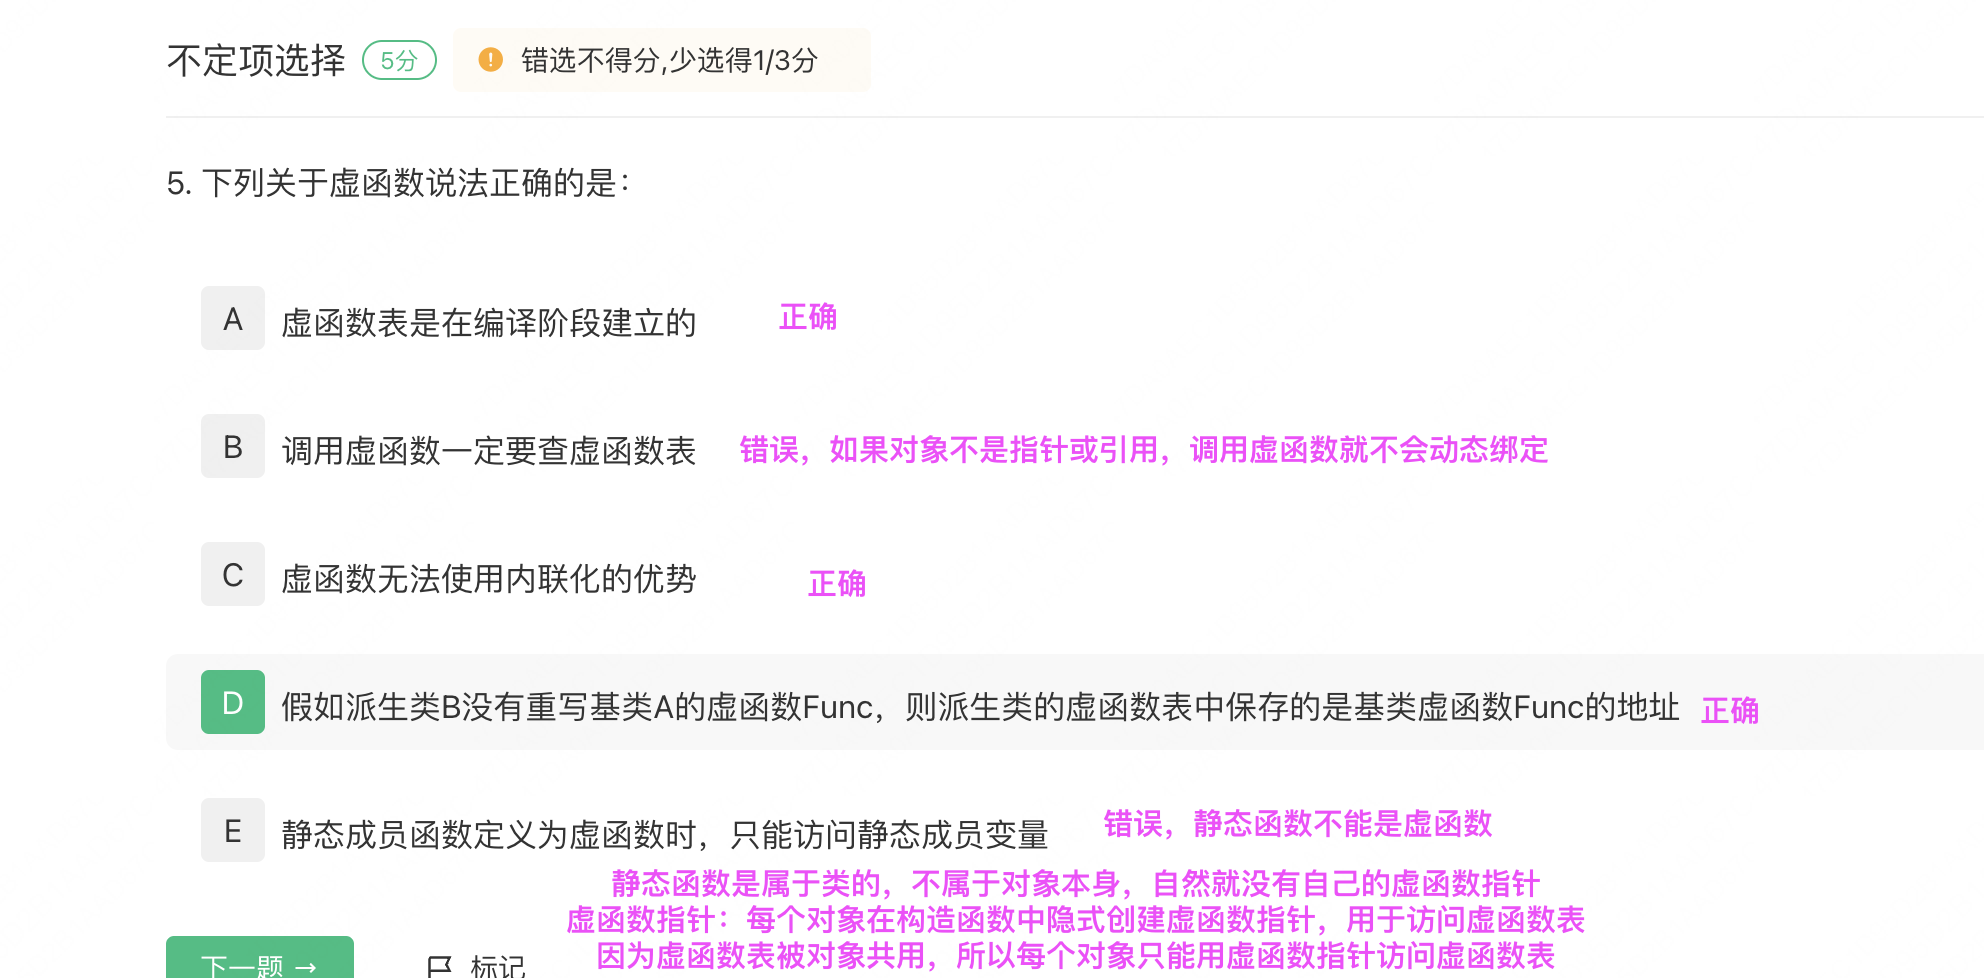 不定项选择 5分 错选不得分,少选得1/3分
5. 下列关于虚函数说法正确的是：
A 虚函数表是在编译阶段建立的 正确
B 调用虚函数一定要查虚函数表 错误，如果对象不是指针或引用，调用虚函数就不会动态绑定
C 虚函数无法使用内联化的优势 正确
D 假如派生类B没有重写基类A的虚函数Func，则派生类的虚函数表中保存的是基类虚函数Func的地址 正确
E 静态成员函数定义为虚函数时，只能访问静态成员变量 错误，静态函数不能是虚函数
静态函数是属于类的，不属于对象本身，自然就没有自己的虚函数指针
虚函数指针：每个对象在构造函数中隐式创建虚函数指针，用于访问虚函数表
因为虚函数表被对象共用，所以每个对象只能用虚函数指针访问虚函数表
下一题 → 标记